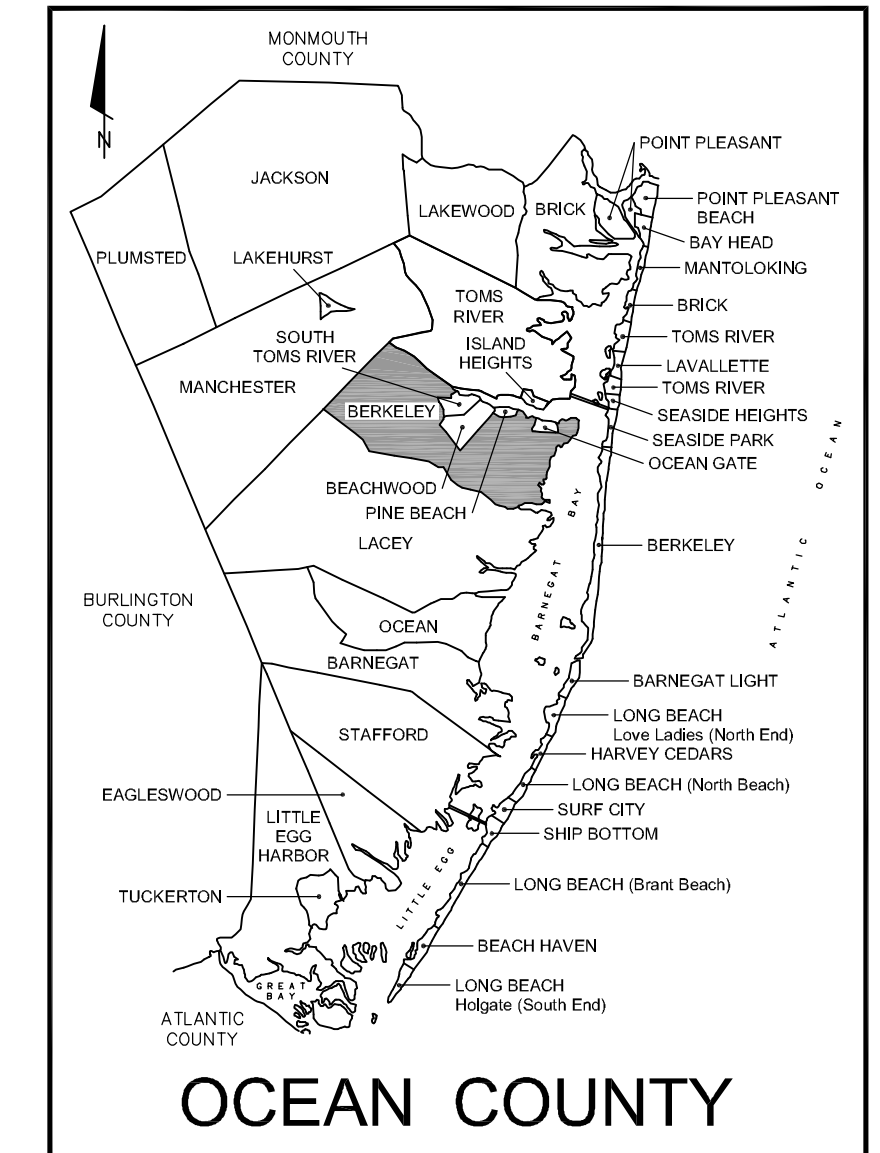 MONMOUTH
COUNTY
N
POINT PLEASANT
JACKSON
LAKEWOOD
BRICK
POINT PLEASANT
BEACH
BAY HEAD
PLUMSTED
LAKEHURST
MANTOLOKING
TOMS
RIVER
BRICK
SOUTH
TOMS RIVER
ISLAND
HEIGHTS
TOMS RIVER
LAVALLETTE
MANCHESTER
TOMS RIVER
BERKELEY
SEASIDE HEIGHTS
SEASIDE PARK
OCEAN GATE
BEACHWOOD
PINE BEACH
LACEY
BARNEGAT BAY
BERKELEY
ATLANTIC OCEAN
BURLINGTON
COUNTY
OCEAN
BARNEGAT
BARNEGAT LIGHT
LONG BEACH
Love Ladies (North End)
STAFFORD
HARVEY CEDARS
LONG BEACH (North Beach)
EAGLESWOOD
SURF CITY
LITTLE
EGG
HARBOR
SHIP BOTTOM
LITTLE EGG
LONG BEACH (Brant Beach)
TUCKERTON
BEACH HAVEN
GREAT
BAY
LONG BEACH
Holgate (South End)
ATLANTIC
COUNTY
OCEAN COUNTY